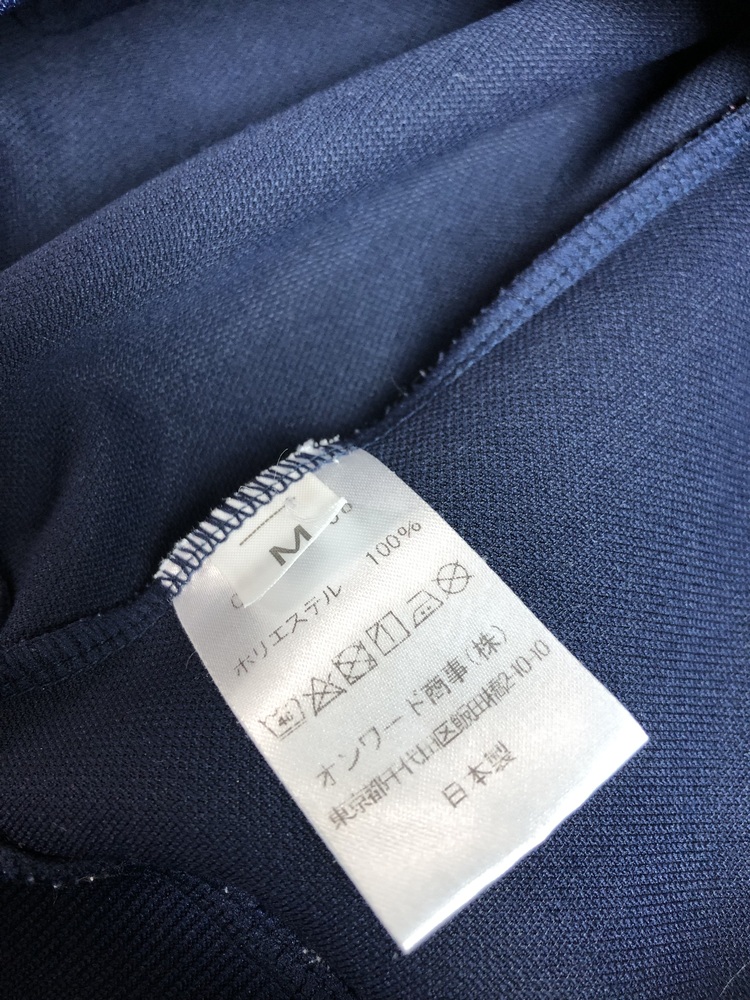 M
ポリエステル 100%
40
オンワード商事(株)
東京都千代田区飯田橋2-10-10
日本製